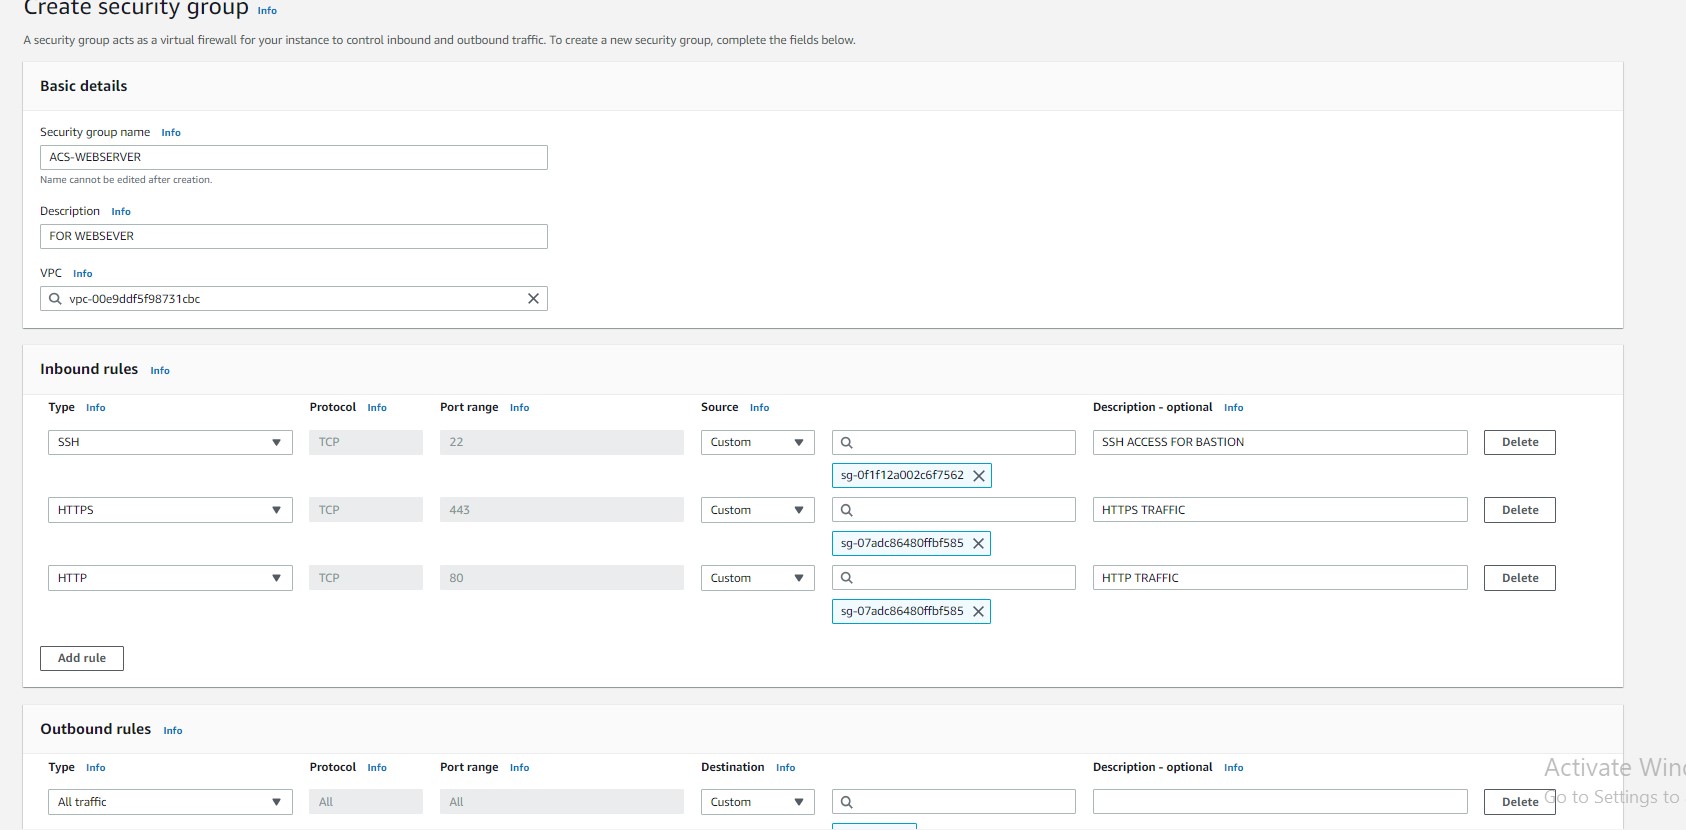 Create security group Info
A security group acts as a virtual firewall for your instance to control inbound and outbound traffic. To create a new security group, complete the fields below.
Basic details
Security group name Info
ACS-WEBSERVER
Name cannot be edited after creation.
Description Info
FOR WEBSEVER
VPC Info
vpc-00e9ddf5f98731cbc
Inbound rules Info
Type Info Protocol Info Port range Info Source Info Description - optional Info
SSH TCP 22 Custom SSH ACCESS FOR BASTION Delete
sg-0f1f12a002c6f7562
HTTPS TCP 443 Custom HTTPS TRAFFIC Delete
sg-07adc86480ffbf585
HTTP TCP 80 Custom HTTP TRAFFIC Delete
sg-07adc86480ffbf585
Add rule
Outbound rules Info
Type Info Protocol Info Port range Info Destination Info Description - optional Info
All traffic All All Custom Delete
Activate Win
Go to Settings to